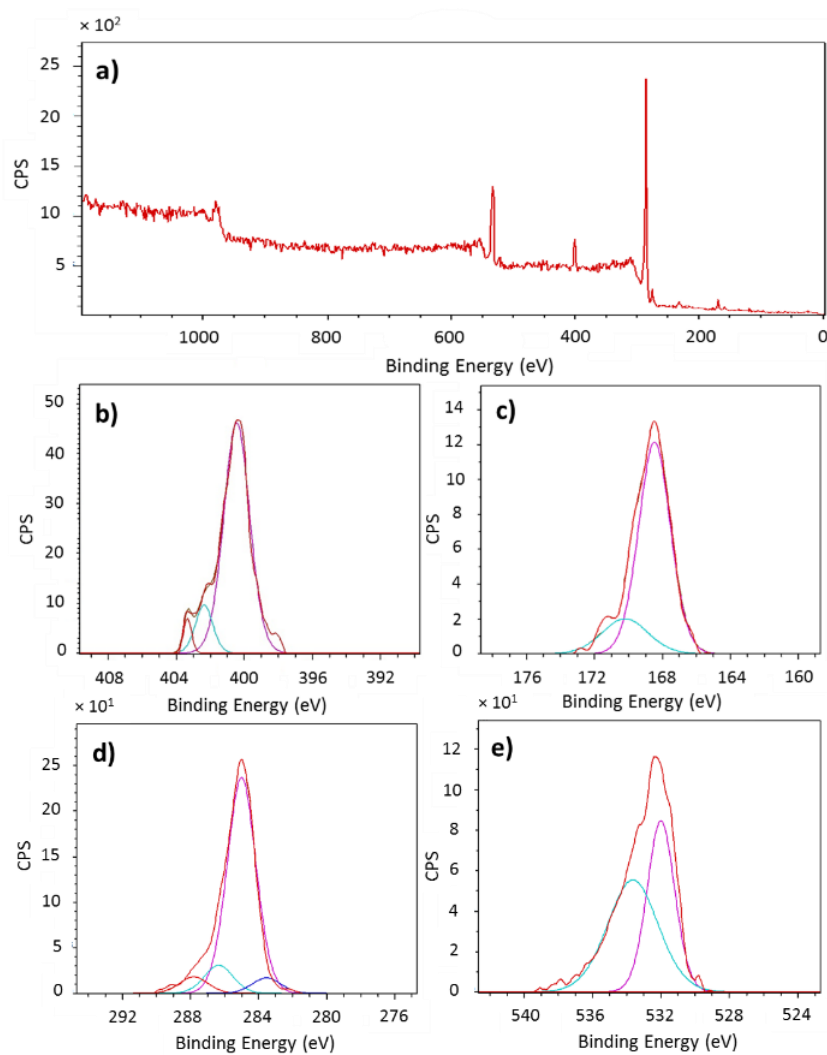 × 10²
a)
25
20
15
10
5
CPS
1000 800 600 400 200 0
Binding Energy (eV)
b)
50
40
30
20
10
0
CPS
408 404 400 396 392
Binding Energy (eV)
c)
14
12
10
8
6
4
2
0
CPS
176 172 168 164 160
Binding Energy (eV)
× 10¹
d)
25
20
15
10
5
0
CPS
292 288 284 280 276
Binding Energy (eV)
× 10¹
e)
12
10
8
6
4
2
0
CPS
540 536 532 528 524
Binding Energy (eV)